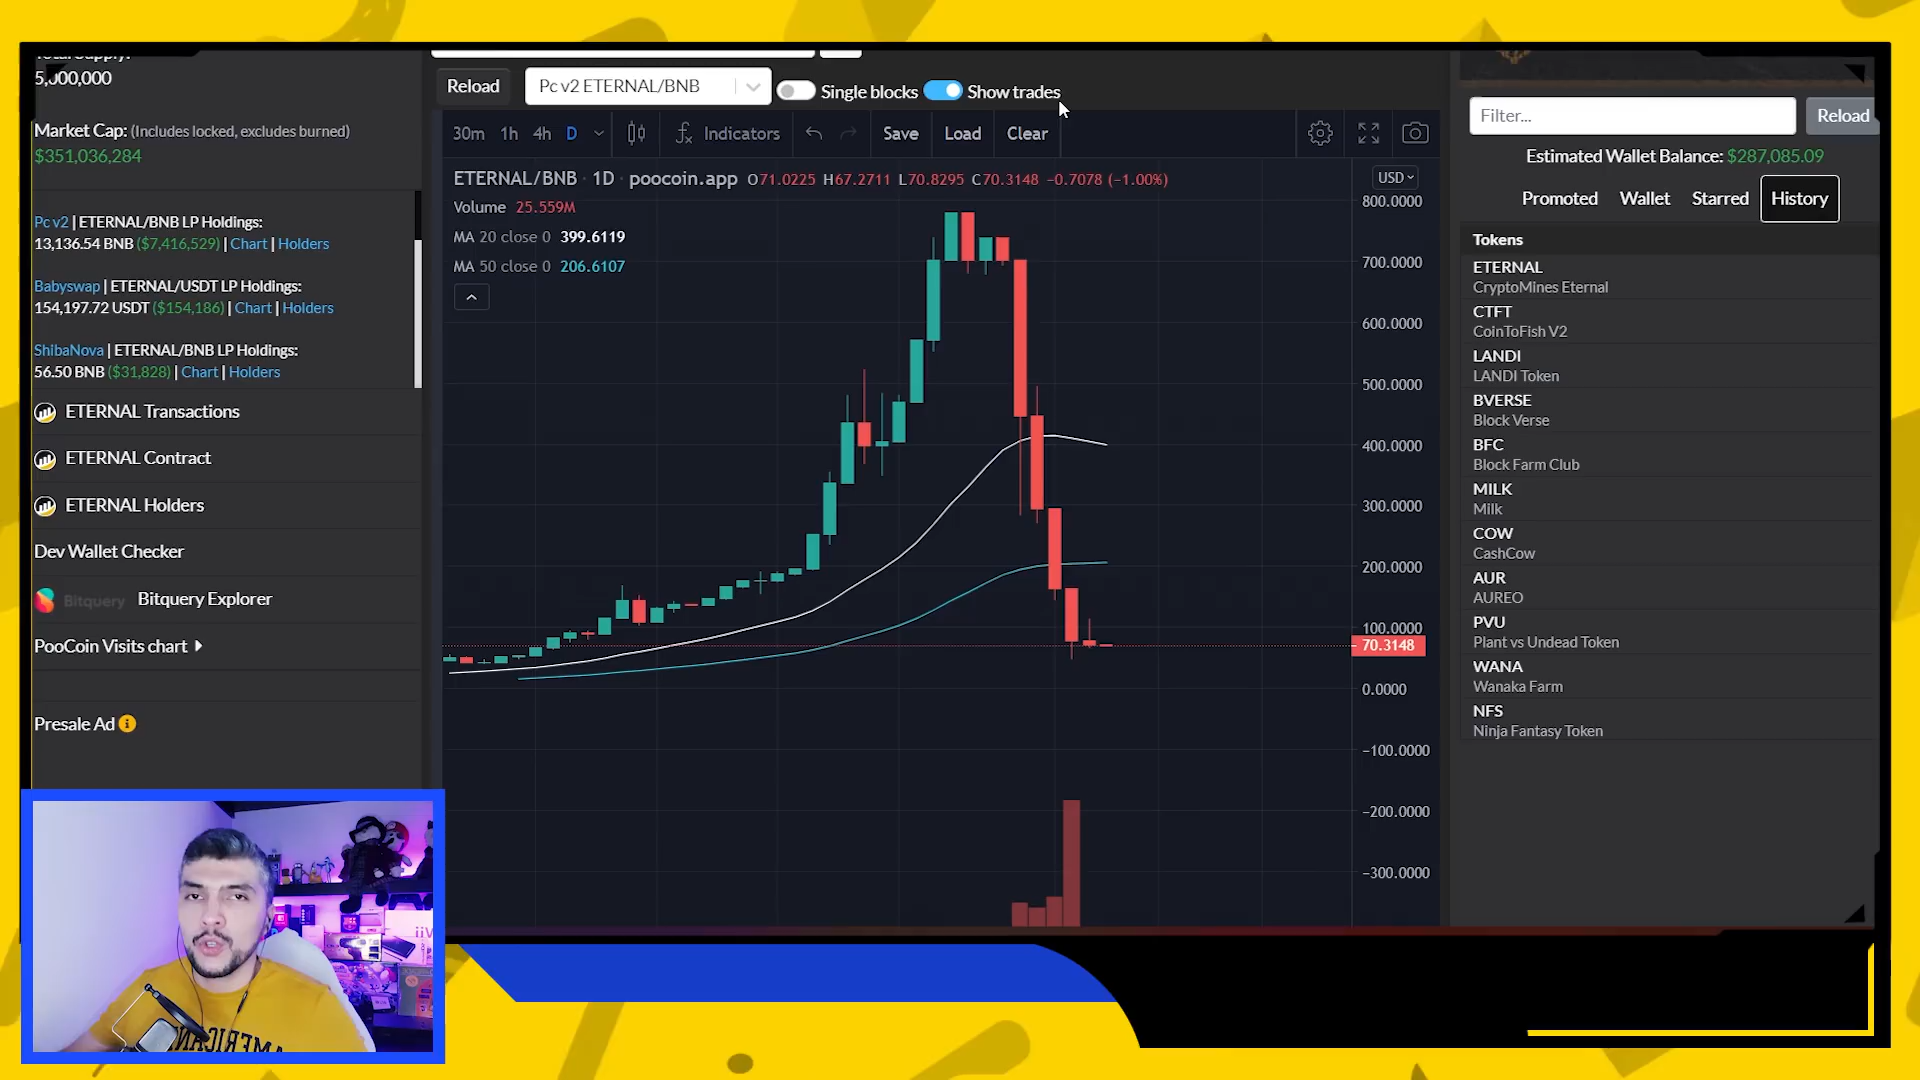 Total Supply:
5,000,000
Market Cap: (Includes locked, excludes burned)
$351,036,284
Pc v2 | ETERNAL/BNB LP Holdings:
13,136.54 BNB ($7,416,529) | Chart | Holders
Babyswap | ETERNAL/USDT LP Holdings:
154,197.72 USDT ($154,186) | Chart | Holders
ShibaNova | ETERNAL/BNB LP Holdings:
56.50 BNB ($31,828) | Chart | Holders
ETERNAL Transactions
ETERNAL Contract
ETERNAL Holders
Dev Wallet Checker
Bitquery Bitquery Explorer
PooCoin Visits chart
Presale Ad
Reload
Pc v2 ETERNAL/BNB
Single blocks
Show trades
30m 1h 4h D
Indicators
Save
Load
Clear
ETERNAL/BNB · 1D · poocoin.app O71.0225 H67.2711 L70.8295 C70.3148 −0.7078 (−1.00%)
Volume 25.559M
MA 20 close 0 399.6119
MA 50 close 0 206.6107
USD
800.0000
700.0000
600.0000
500.0000
400.0000
300.0000
200.0000
100.0000
70.3148
0.0000
−100.0000
−200.0000
−300.0000
Filter...
Reload
Estimated Wallet Balance: $287,085.09
Promoted Wallet Starred History
Tokens
ETERNAL
CryptoMines Eternal
CTFT
CoinToFish V2
LANDI
LANDI Token
BVERSE
Block Verse
BFC
Block Farm Club
MILK
Milk
COW
CashCow
AUR
AUREO
PVU
Plant vs Undead Token
WANA
Wanaka Farm
NFS
Ninja Fantasy Token
AMERICAN